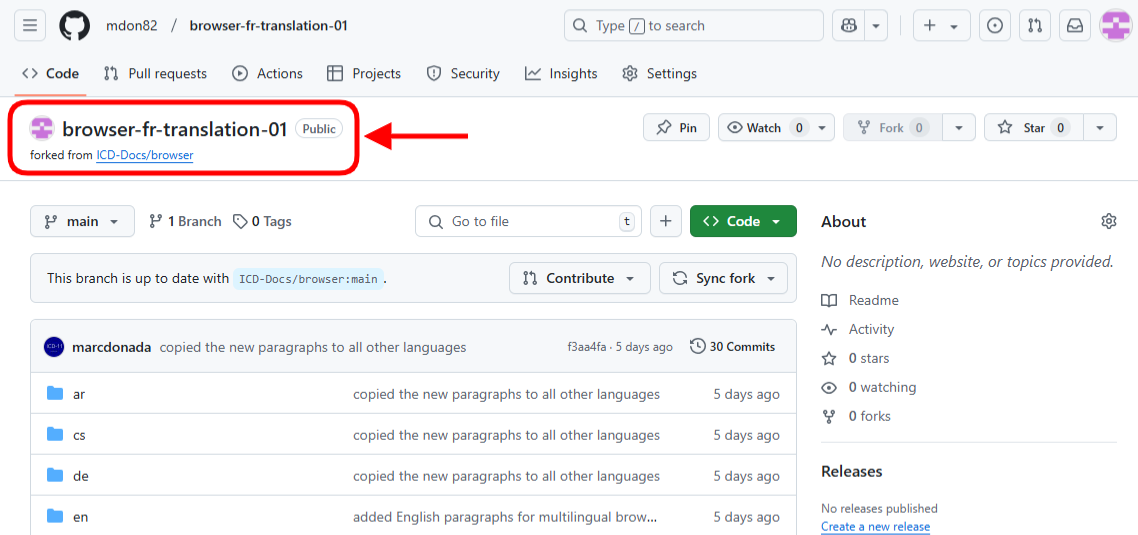 mdon82 / browser-fr-translation-01
Type / to search
Code Pull requests Actions Projects Security Insights Settings
browser-fr-translation-01 Public
forked from ICD-Docs/browser
Pin Watch 0 Fork 0 Star 0
main 1 Branch 0 Tags
Go to file t + Code
This branch is up to date with ICD-Docs/browser:main.
Contribute Sync fork
marcdonada copied the new paragraphs to all other languages f3aa4fa · 5 days ago 30 Commits
ar copied the new paragraphs to all other languages 5 days ago
cs copied the new paragraphs to all other languages 5 days ago
de copied the new paragraphs to all other languages 5 days ago
en added English paragraphs for multilingual brow... 5 days ago
About
No description, website, or topics provided.
Readme
Activity
0 stars
0 watching
0 forks
Releases
No releases published
Create a new release